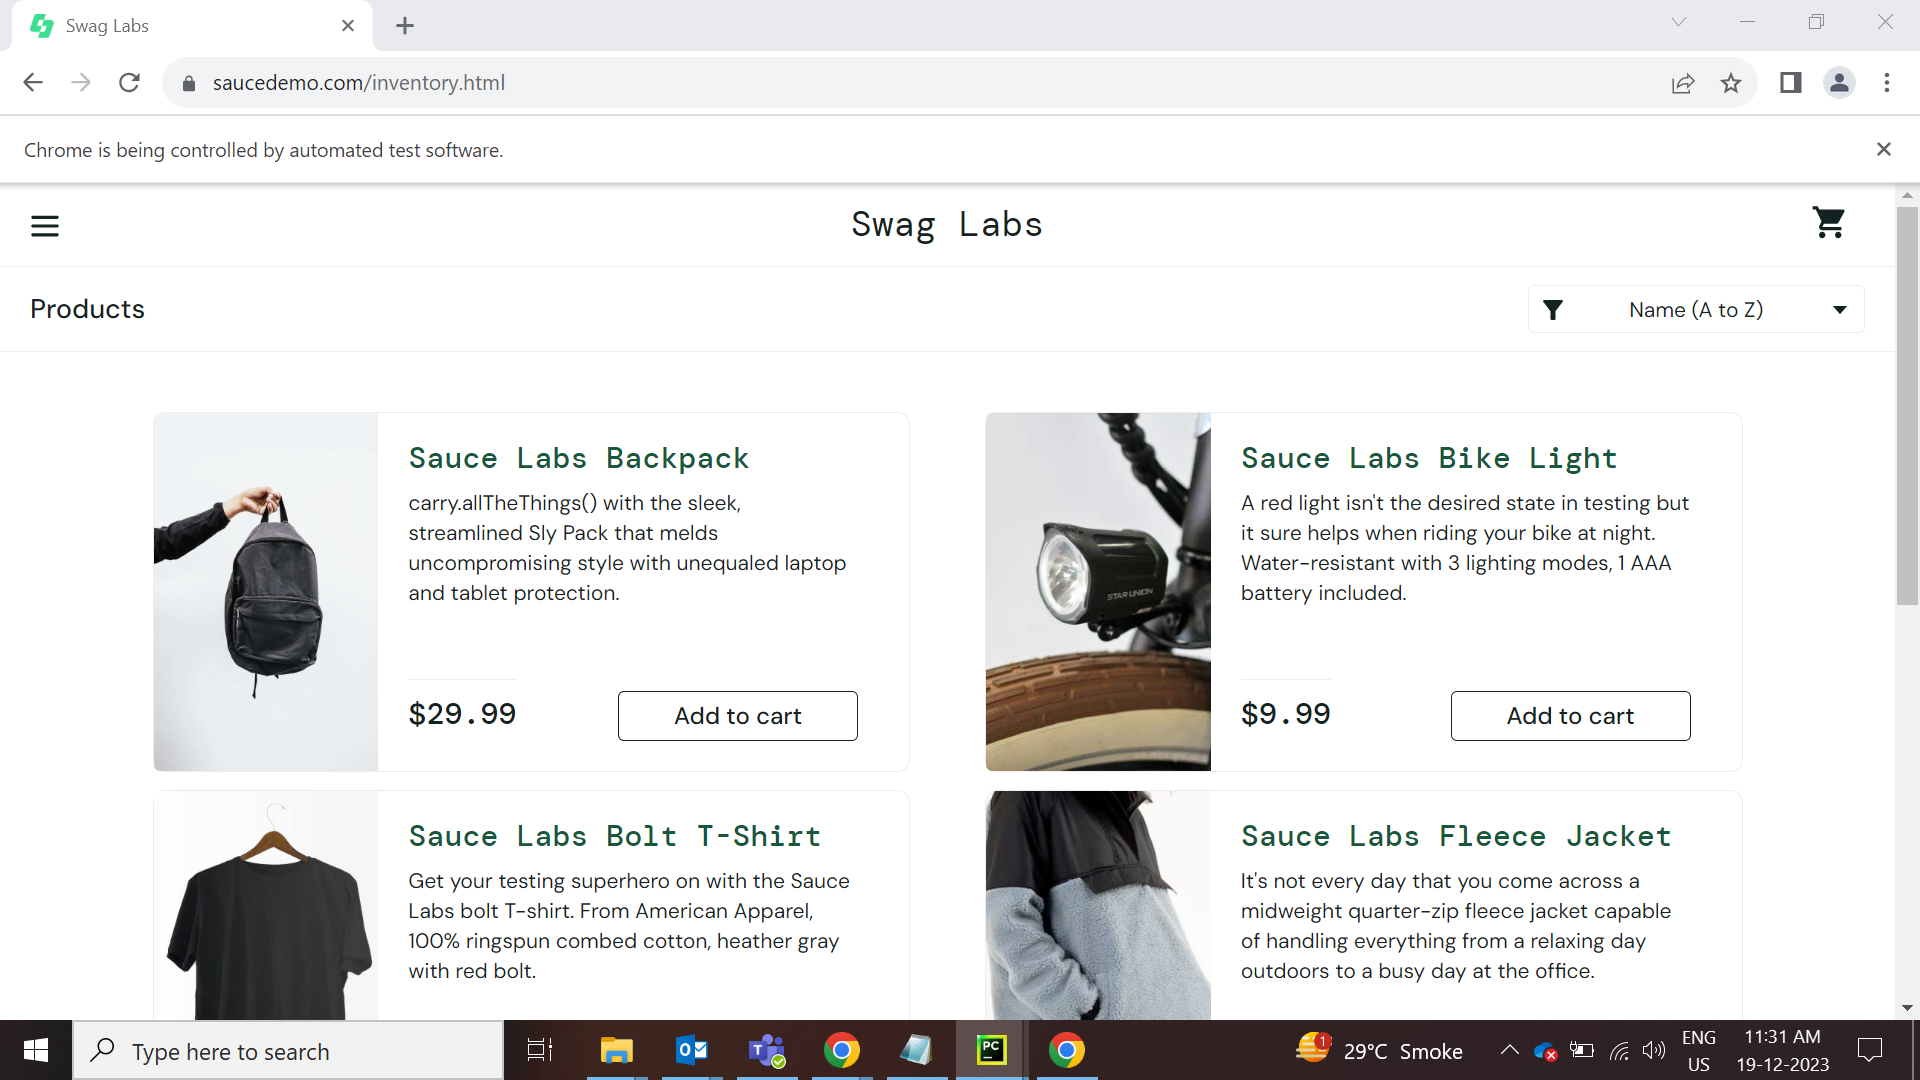 Swag Labs
saucedemo.com/inventory.html
Chrome is being controlled by automated test software.
Swag Labs
Products
Name (A to Z)
Sauce Labs Backpack
carry.allTheThings() with the sleek,
streamlined Sly Pack that melds
uncompromising style with unequaled laptop
and tablet protection.
$29.99
Add to cart
Sauce Labs Bike Light
A red light isn't the desired state in testing but
it sure helps when riding your bike at night.
Water-resistant with 3 lighting modes, 1 AAA
battery included.
STAR UNION
$9.99
Add to cart
Sauce Labs Bolt T-Shirt
Get your testing superhero on with the Sauce
Labs bolt T-shirt. From American Apparel,
100% ringspun combed cotton, heather gray
with red bolt.
Sauce Labs Fleece Jacket
It's not every day that you come across a
midweight quarter-zip fleece jacket capable
of handling everything from a relaxing day
outdoors to a busy day at the office.
Type here to search
PC
1
29°C Smoke
ENG
US
11:31 AM
19-12-2023